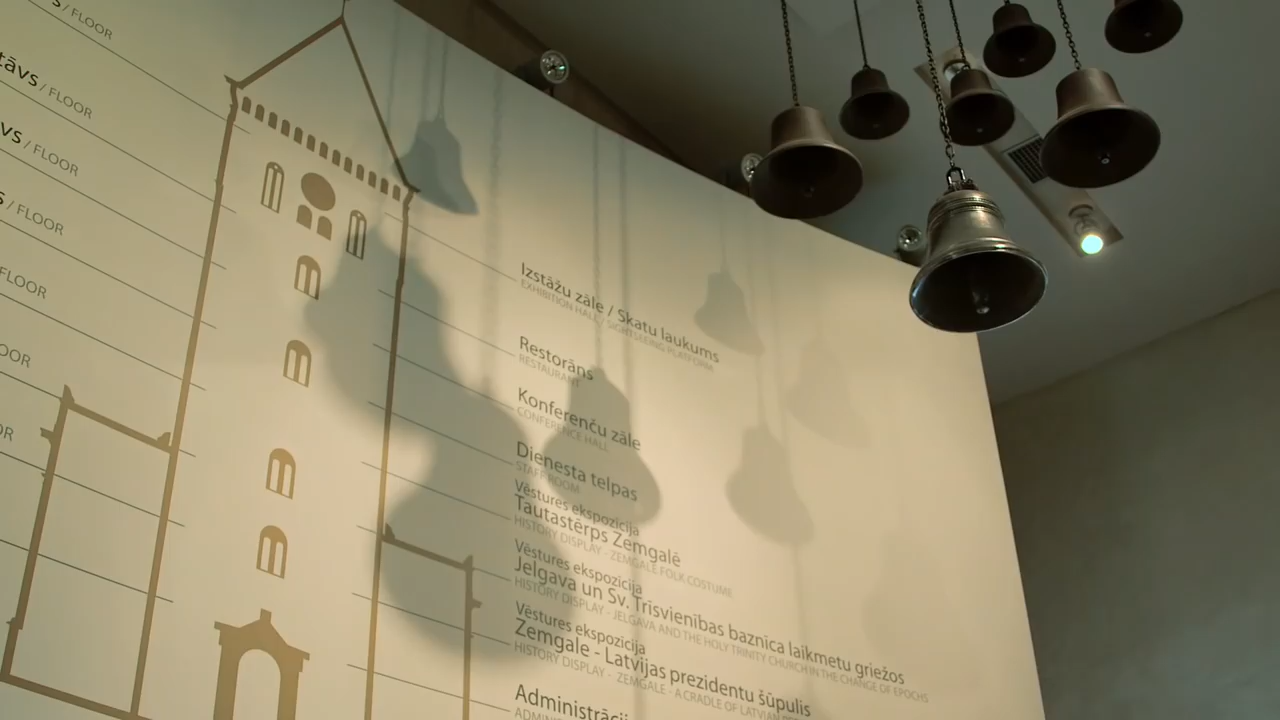 S / FLOOR
tāvs / FLOOR
vs / FLOOR
s / FLOOR
FLOOR
OOR
OR
Izstāžu zāle / Skatu laukums
EXHIBITION HALL / SIGHTSEEING PLATFORM
Restorāns
RESTAURANT
Konferenču zāle
CONFERENCE HALL
Dienesta telpas
STAFF ROOM
Vēstures ekspozīcija
Tautastērps Zemgalē
HISTORY DISPLAY - ZEMGALE FOLK COSTUME
Vēstures ekspozīcija
Jelgava un Sv. Trīsvienības baznīca laikmetu griežos
HISTORY DISPLAY - JELGAVA AND THE HOLY TRINITY CHURCH IN THE CHANGE OF EPOCHS
Vēstures ekspozīcija
Zemgale - Latvijas prezidentu šūpulis
HISTORY DISPLAY - ZEMGALE - A CRADLE OF LATVIAN
Administrācij